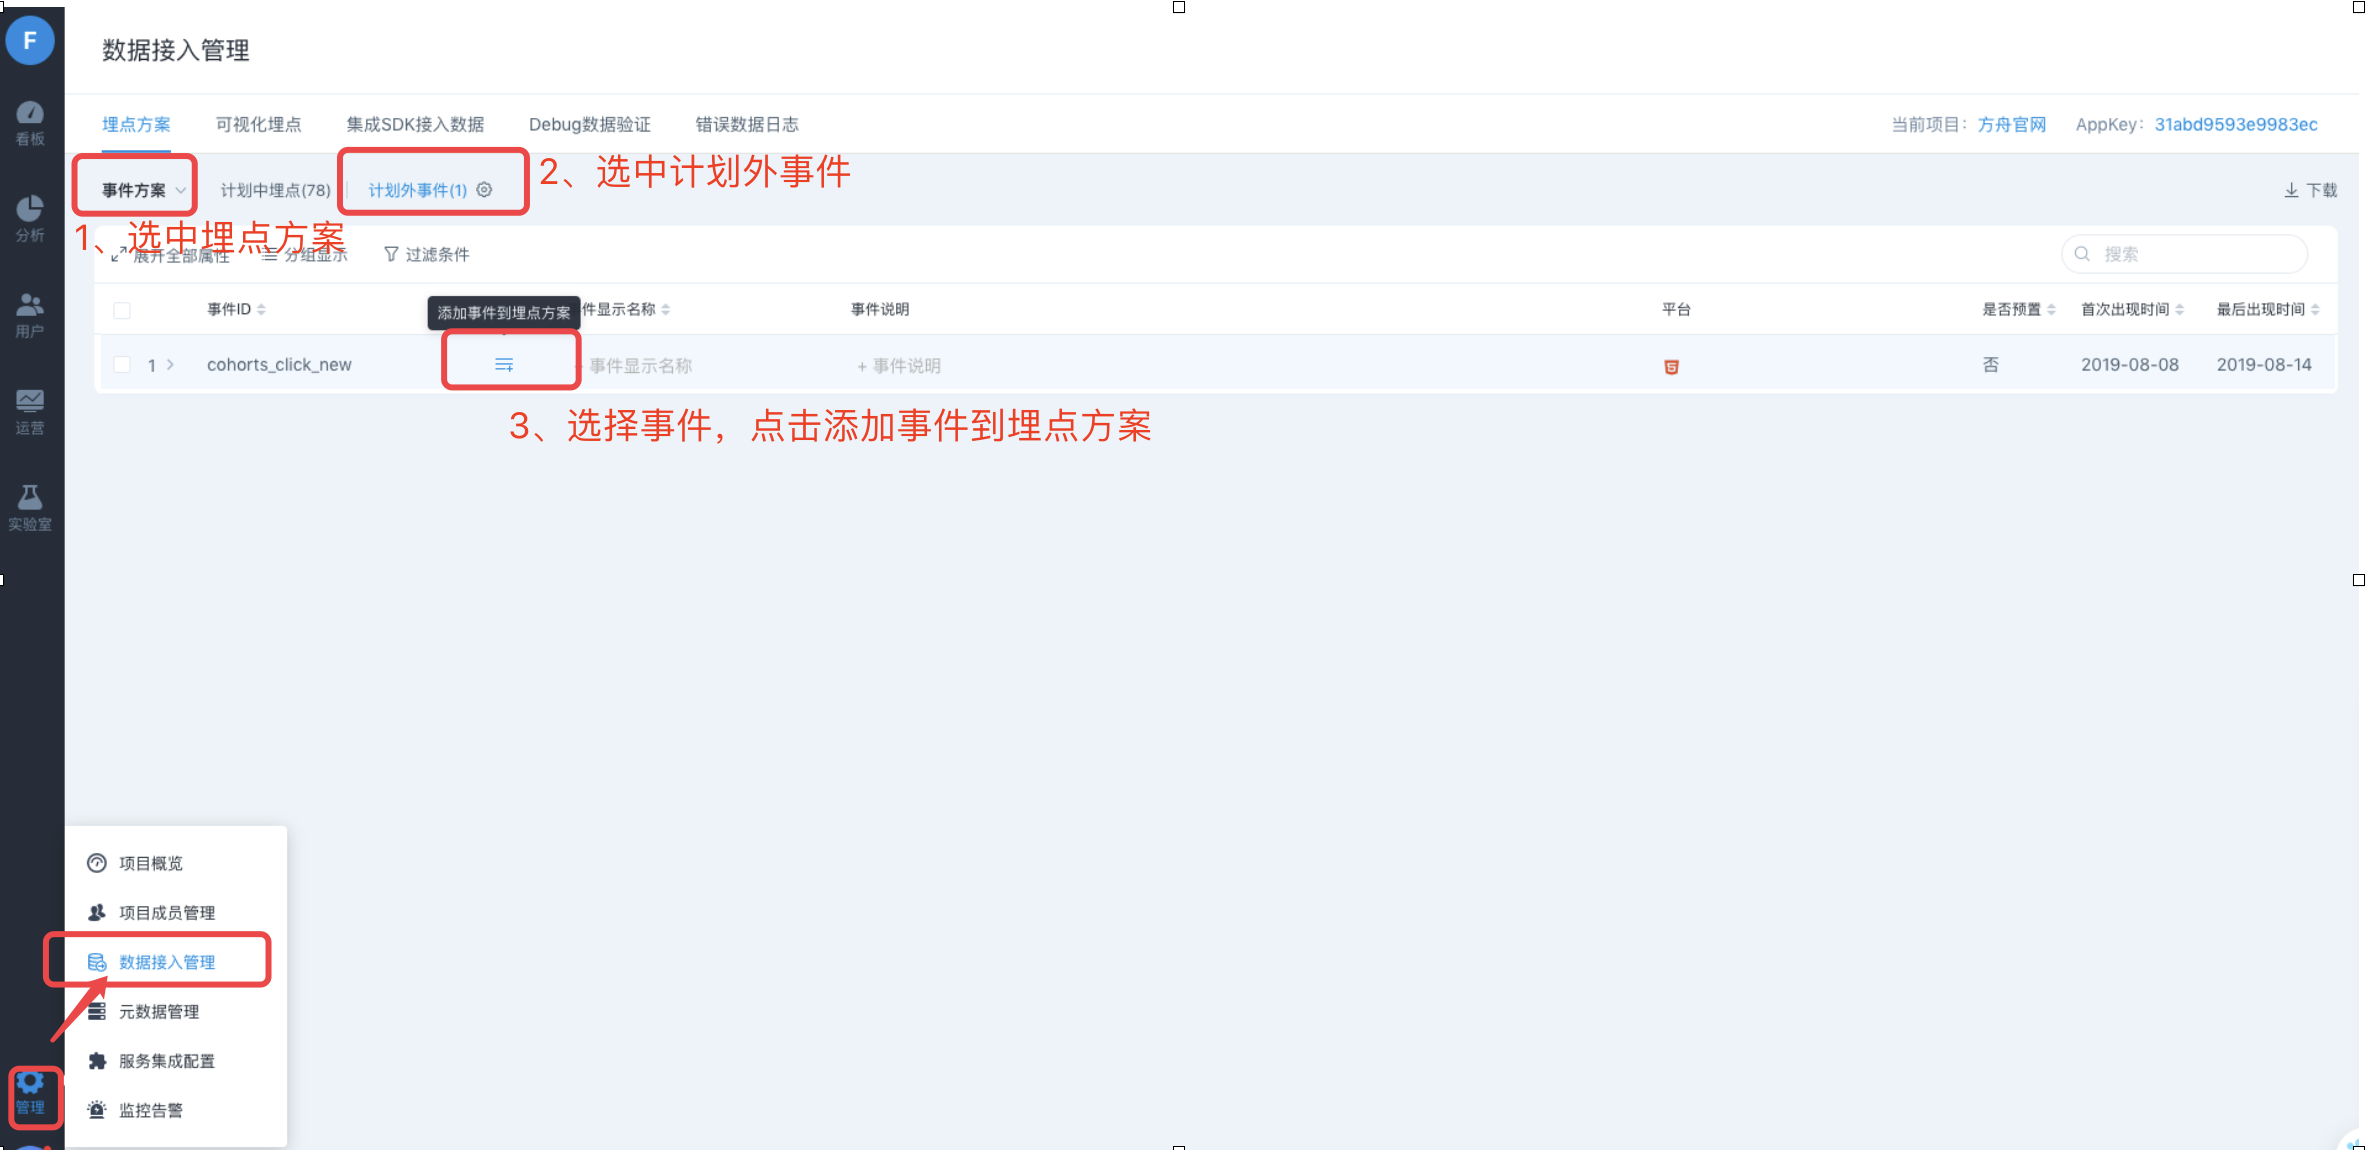 F
数据接入管理
看板
分析
用户
运营
实验室
管理
埋点方案 可视化埋点 集成SDK接入数据 Debug数据验证 错误数据日志 当前项目：方舟官网 AppKey：31abd9593e9983ec
事件方案 计划中埋点(78) 计划外事件(1) 2、选中计划外事件 下载
1、选中埋点方案
展开全部属性 分组显示 过滤条件 搜索
添加事件到埋点方案
事件ID 件显示名称 事件说明 平台 是否预置 首次出现时间 最后出现时间
1 cohorts_click_new 事件显示名称 + 事件说明 否 2019-08-08 2019-08-14
3、选择事件，点击添加事件到埋点方案
项目概览
项目成员管理
数据接入管理
元数据管理
服务集成配置
监控告警